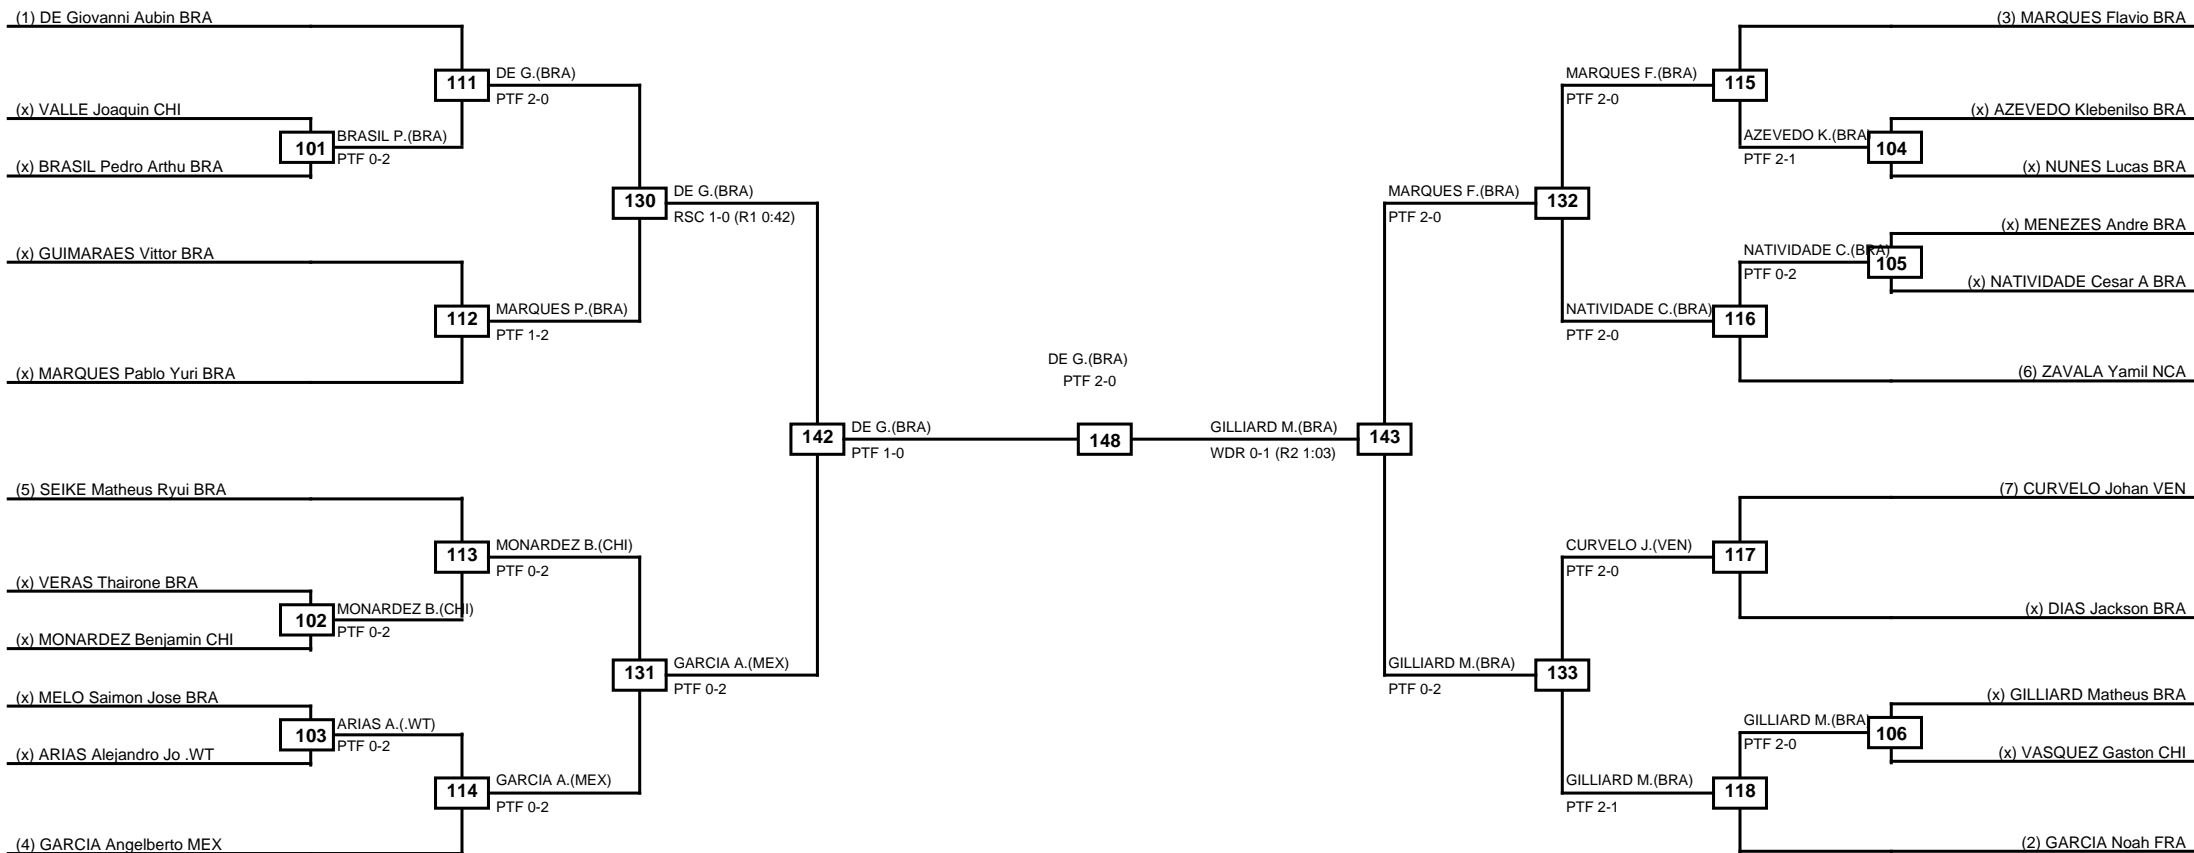 (1) DE Giovanni Aubin BRA
(x) VALLE Joaquin CHI
(x) BRASIL Pedro Arthu BRA
(x) GUIMARAES Vittor BRA
(x) MARQUES Pablo Yuri BRA
(5) SEIKE Matheus Ryui BRA
(x) VERAS Thairone BRA
(x) MONARDEZ Benjamin CHI
(x) MELO Saimon Jose BRA
(x) ARIAS Alejandro Jo .WT
(4) GARCIA Angelberto MEX
101
BRASIL P.(BRA)
PTF 0-2
102
MONARDEZ B.(CHI)
PTF 0-2
103
ARIAS A.(.WT)
PTF 0-2
111
DE G.(BRA)
PTF 2-0
112
MARQUES P.(BRA)
PTF 1-2
113
MONARDEZ B.(CHI)
PTF 0-2
114
GARCIA A.(MEX)
PTF 0-2
130
DE G.(BRA)
RSC 1-0 (R1 0:42)
131
GARCIA A.(MEX)
PTF 0-2
142
DE G.(BRA)
PTF 1-0
DE G.(BRA)
PTF 2-0
148
GILLIARD M.(BRA)
WDR 0-1 (R2 1:03)
143
MARQUES F.(BRA)
PTF 2-0
132
GILLIARD M.(BRA)
PTF 0-2
133
MARQUES F.(BRA)
PTF 2-0
115
NATIVIDADE C.(BRA)
PTF 2-0
116
CURVELO J.(VEN)
PTF 2-0
117
GILLIARD M.(BRA)
PTF 2-1
118
AZEVEDO K.(BRA)
PTF 2-1
104
NATIVIDADE C.(BRA)
PTF 0-2
105
GILLIARD M.(BRA)
PTF 2-0
106
(3) MARQUES Flavio BRA
(x) AZEVEDO Klebenilso BRA
(x) NUNES Lucas BRA
(x) MENEZES Andre BRA
(x) NATIVIDADE Cesar A BRA
(6) ZAVALA Yamil NCA
(7) CURVELO Johan VEN
(x) DIAS Jackson BRA
(x) GILLIARD Matheus BRA
(x) VASQUEZ Gaston CHI
(2) GARCIA Noah FRA